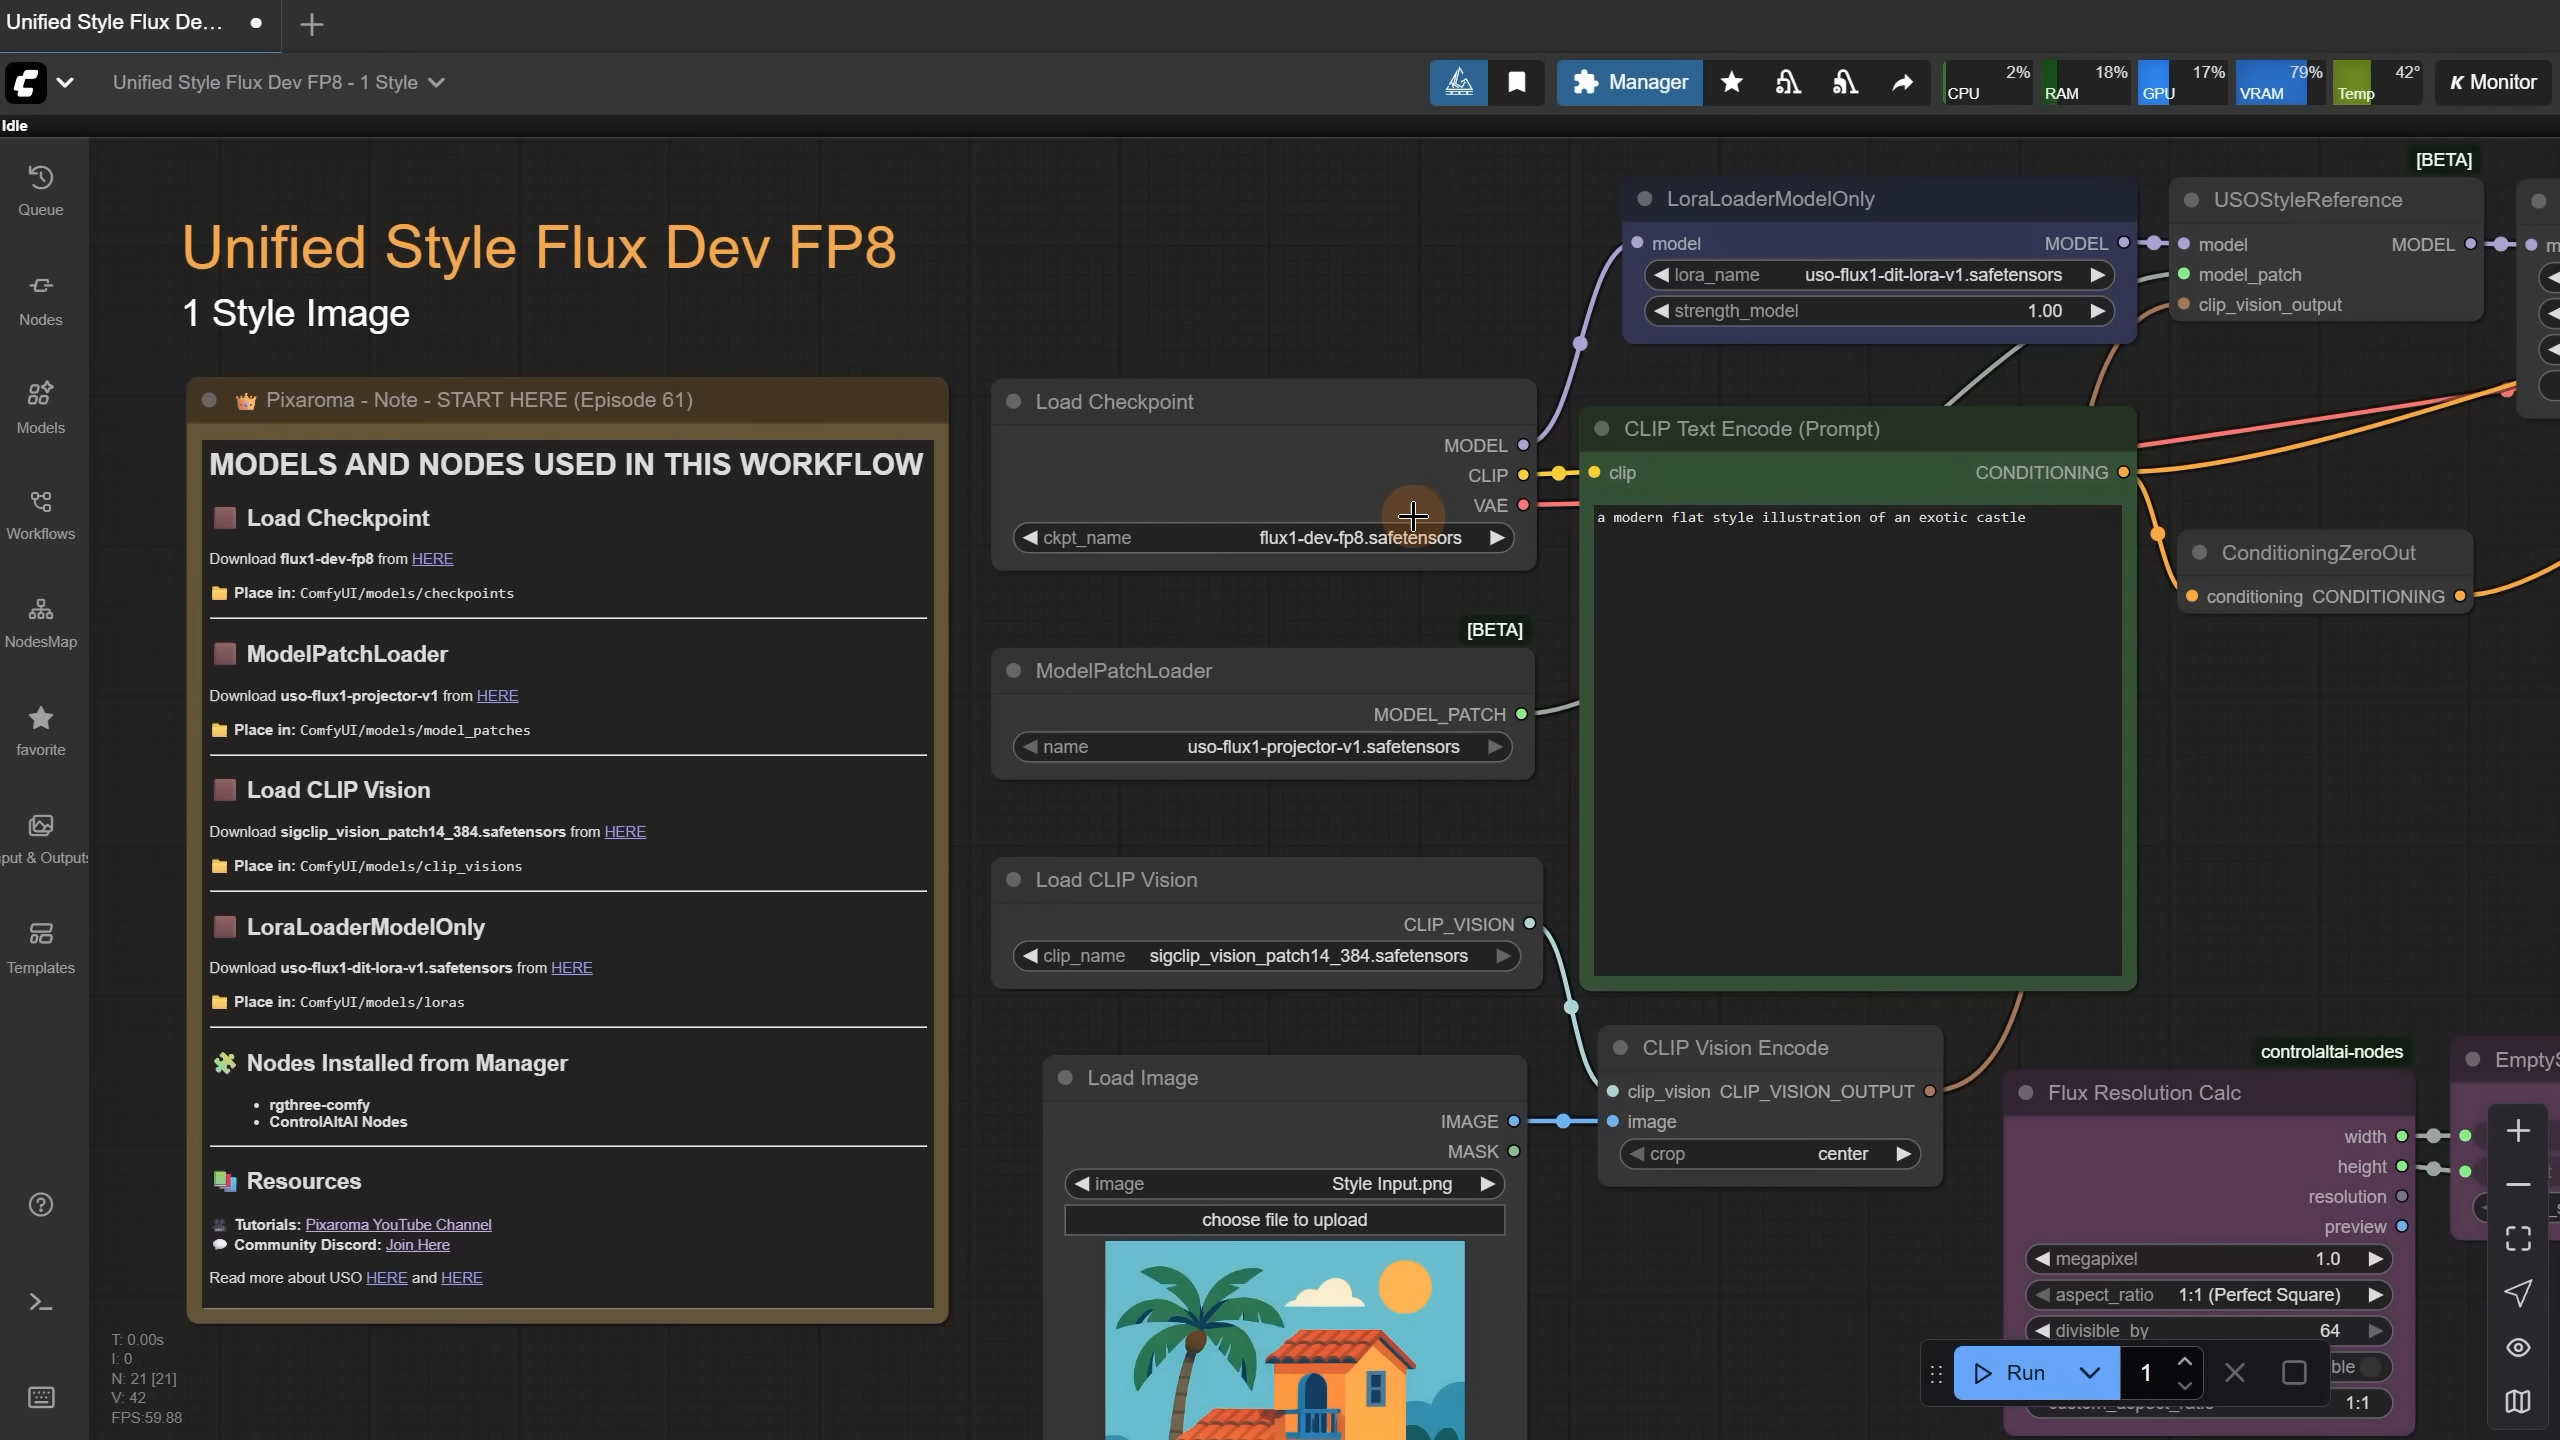 Unified Style Flux De...
Unified Style Flux Dev FP8 - 1 Style
Manager
2%
CPU
18%
RAM
17%
GPU
79%
VRAM
42°
Temp
K Monitor
Idle
Queue
Nodes
Models
Workflows
NodesMap
favorite
put & Output
Templates
Unified Style Flux Dev FP8
1 Style Image
Pixaroma - Note - START HERE (Episode 61)
MODELS AND NODES USED IN THIS WORKFLOW
Load Checkpoint
Download flux1-dev-fp8 from HERE
Place in: ComfyUI/models/checkpoints
ModelPatchLoader
Download uso-flux1-projector-v1 from HERE
Place in: ComfyUI/models/model_patches
Load CLIP Vision
Download sigclip_vision_patch14_384.safetensors from HERE
Place in: ComfyUI/models/clip_visions
LoraLoaderModelOnly
Download uso-flux1-dit-lora-v1.safetensors from HERE
Place in: ComfyUI/models/loras
Nodes Installed from Manager
• rgthree-comfy
• ControlAltAI Nodes
Resources
Tutorials: Pixaroma YouTube Channel
Community Discord: Join Here
Read more about USO HERE and HERE
T: 0.00s
I: 0
N: 21 [21]
V: 42
FPS:59.88
Load Checkpoint
MODEL
CLIP
VAE
ckpt_name flux1-dev-fp8.safetensors
[BETA]
ModelPatchLoader
MODEL_PATCH
name uso-flux1-projector-v1.safetensors
Load CLIP Vision
CLIP_VISION
clip_name sigclip_vision_patch14_384.safetensors
Load Image
IMAGE
MASK
image Style Input.png
choose file to upload
LoraLoaderModelOnly
model MODEL
lora_name uso-flux1-dit-lora-v1.safetensors
strength_model 1.00
CLIP Text Encode (Prompt)
clip CONDITIONING
a modern flat style illustration of an exotic castle
CLIP Vision Encode
clip_vision CLIP_VISION_OUTPUT
image
crop center
[BETA]
USOStyleReference
model MODEL
model_patch
clip_vision_output
m
ConditioningZeroOut
conditioning CONDITIONING
controlaltai-nodes
Flux Resolution Calc
width
height
resolution
preview
megapixel 1.0
aspect_ratio 1:1 (Perfect Square)
divisible_by 64
ble
1:1
EmptyS
Run
1